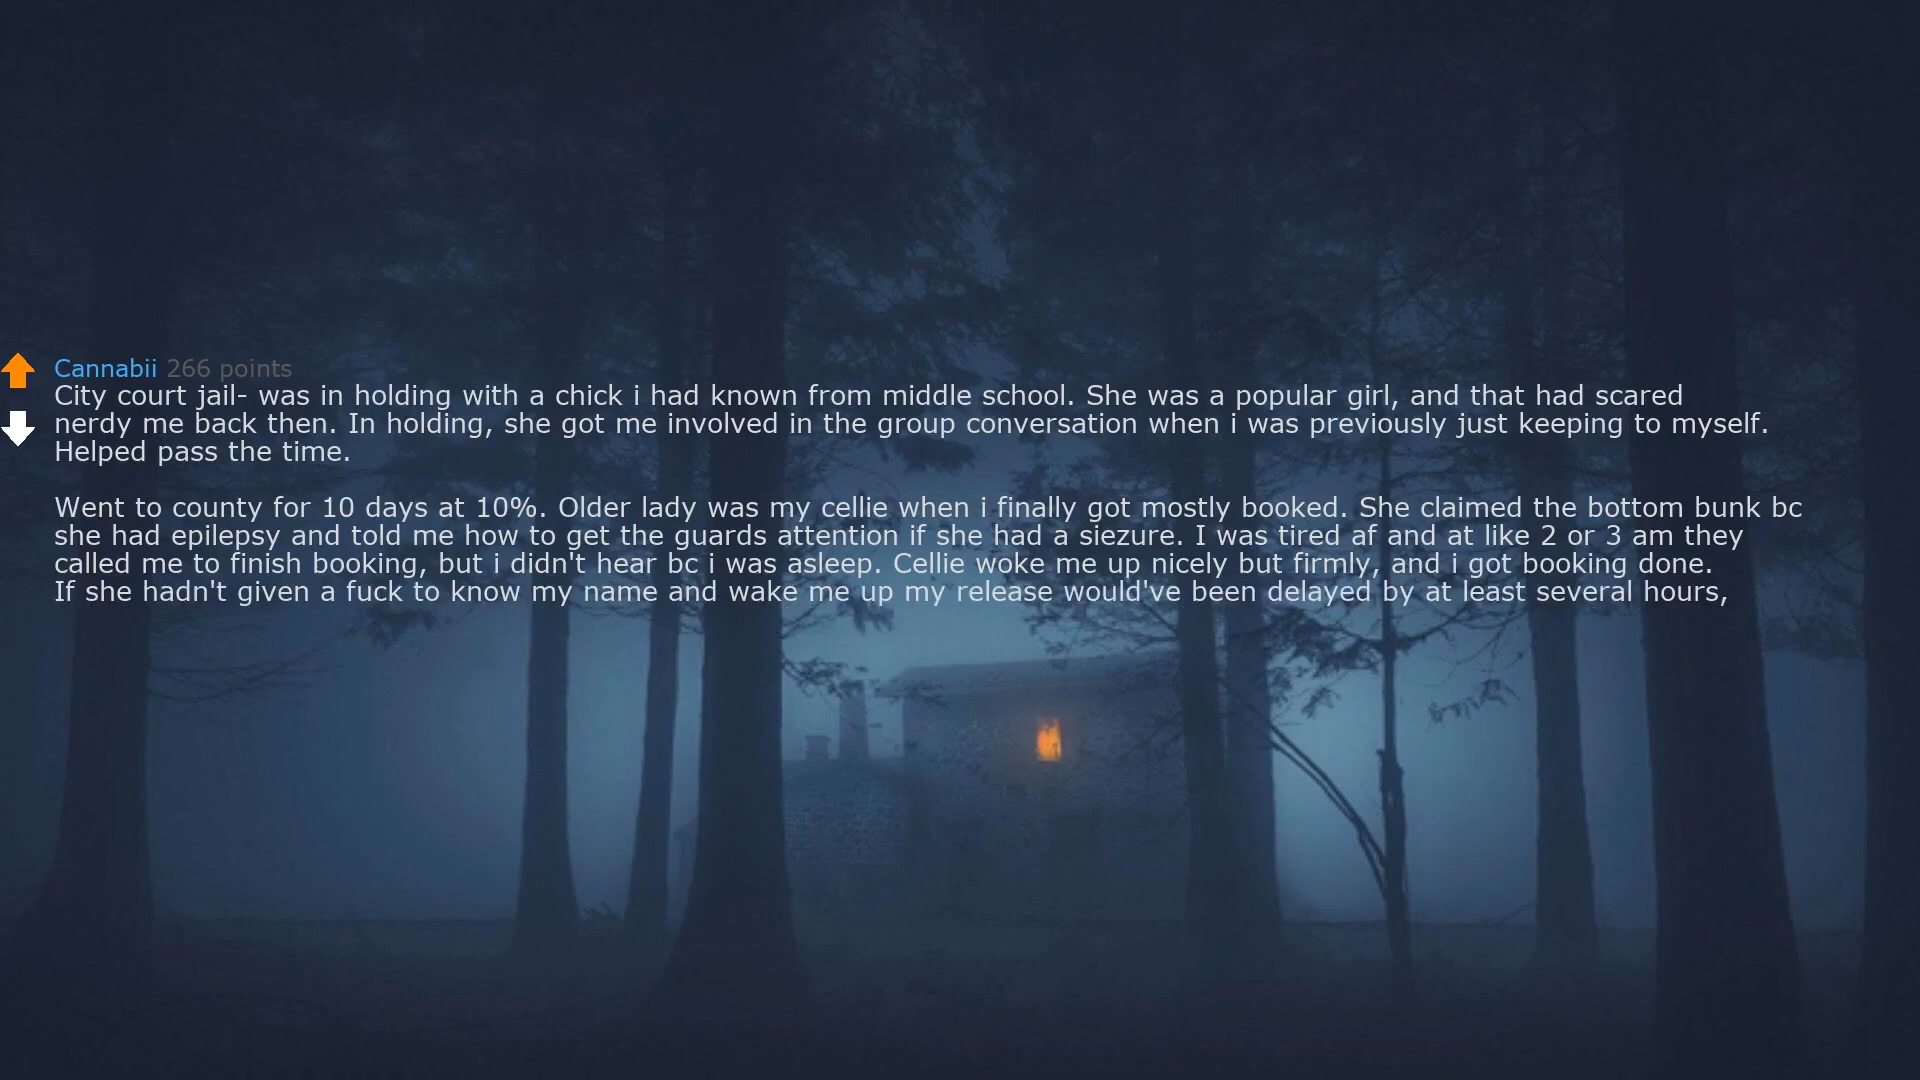 Cannabii 266 points
City court jail- was in holding with a chick i had known from middle school. She was a popular girl, and that had scared
nerdy me back then. In holding, she got me involved in the group conversation when i was previously just keeping to myself.
Helped pass the time.
Went to county for 10 days at 10%. Older lady was my cellie when i finally got mostly booked. She claimed the bottom bunk bc
she had epilepsy and told me how to get the guards attention if she had a siezure. I was tired af and at like 2 or 3 am they
called me to finish booking, but i didn't hear bc i was asleep. Cellie woke me up nicely but firmly, and i got booking done.
If she hadn't given a fuck to know my name and wake me up my release would've been delayed by at least several hours,